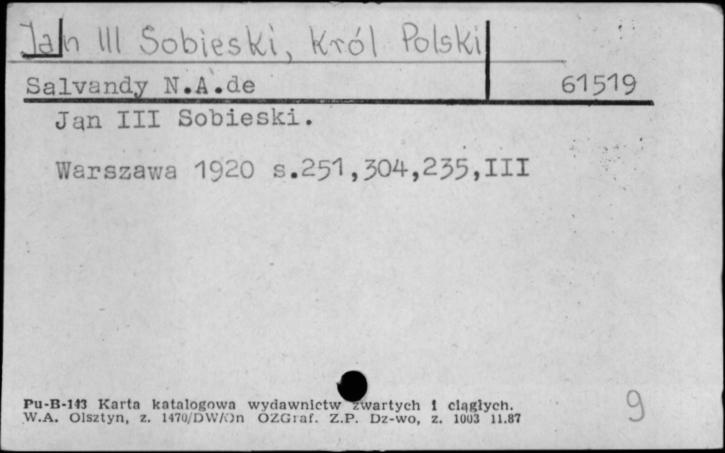 Jan III Sobieski, Król Polski
Salvandy N.A.de 61519
Jąn III Sobieski.
Warszawa 1920 s.251,304,235,III
Pu-B-143 Karta katalogowa wydawnictw zwartych i ciągłych.
W.A. Olsztyn, z. 1470/DW/On OZGraf. Z.P. Dz-wo, z. 1003 11.87
9